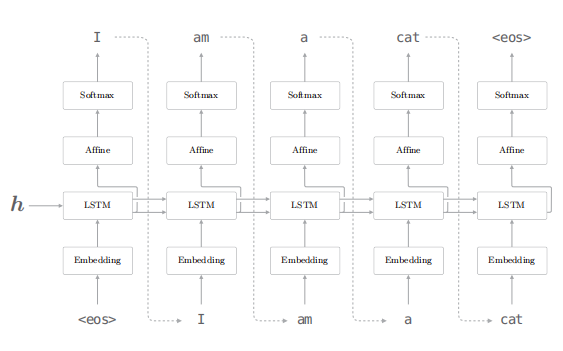 I am a cat <eos>
Softmax Softmax Softmax Softmax Softmax
Affine Affine Affine Affine Affine
h LSTM LSTM LSTM LSTM LSTM
Embedding Embedding Embedding Embedding Embedding
<eos> I am a cat